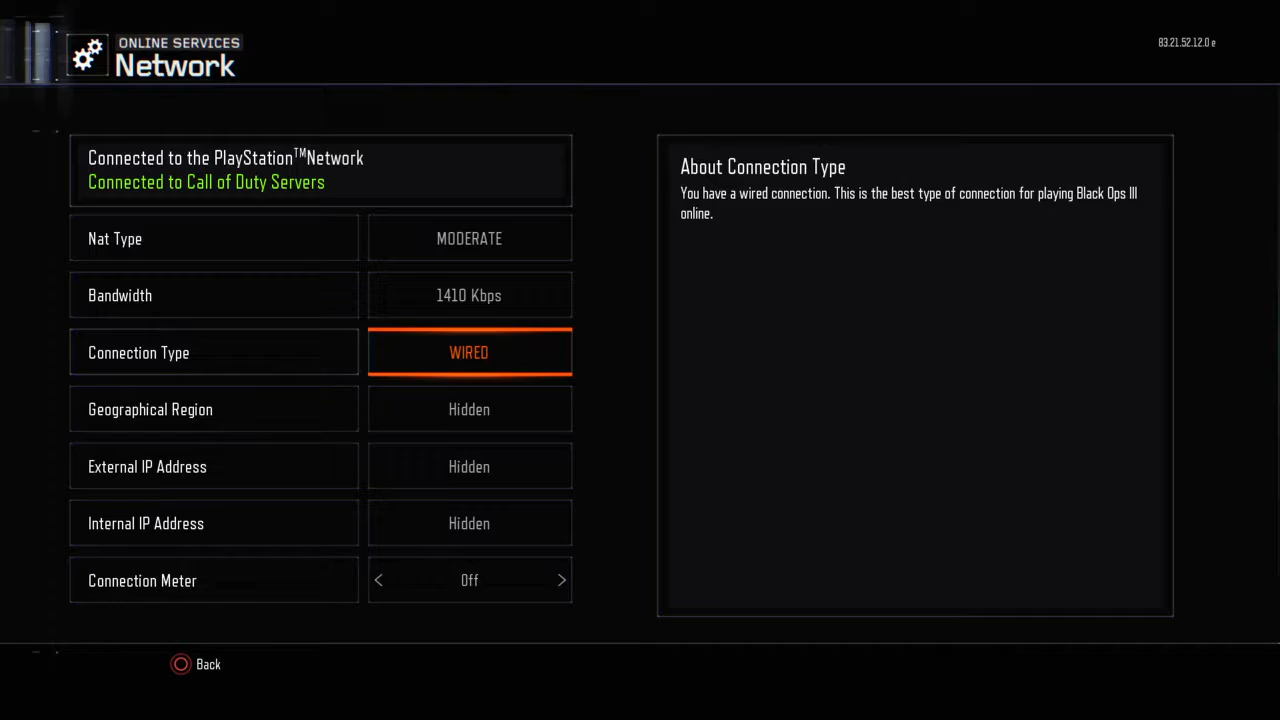 ONLINE SERVICES
Network
83.21.52.12.0 e
Connected to the PlayStation™Network
Connected to Call of Duty Servers
Nat Type
MODERATE
Bandwidth
1410 Kbps
Connection Type
WIRED
Geographical Region
Hidden
External IP Address
Hidden
Internal IP Address
Hidden
Connection Meter
< Off >
About Connection Type
You have a wired connection. This is the best type of connection for playing Black Ops III
online.
Back